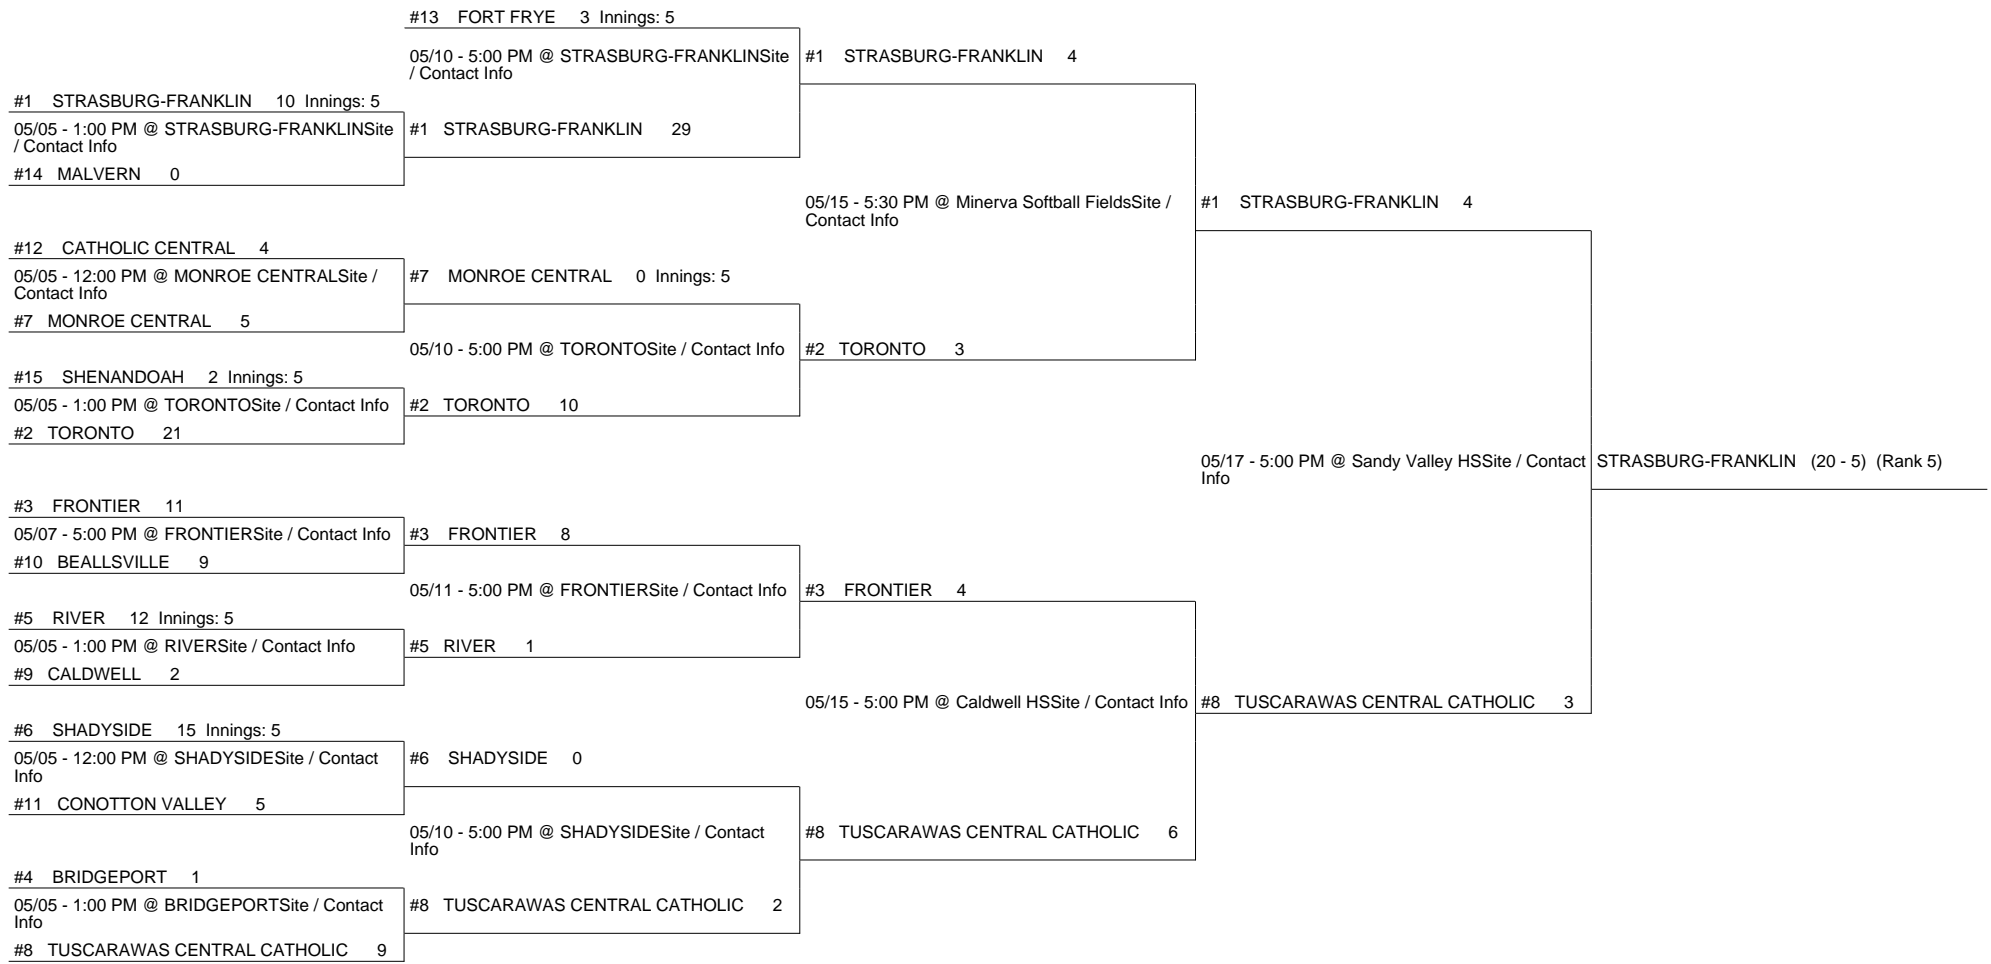 #13 FORT FRYE 3 Innings: 5
05/10 - 5:00 PM @ STRASBURG-FRANKLINSite
/ Contact Info
#1 STRASBURG-FRANKLIN 4
#1 STRASBURG-FRANKLIN 10 Innings: 5
05/05 - 1:00 PM @ STRASBURG-FRANKLINSite
/ Contact Info
#1 STRASBURG-FRANKLIN 29
#14 MALVERN 0
05/15 - 5:30 PM @ Minerva Softball FieldsSite /
Contact Info
#1 STRASBURG-FRANKLIN 4
#12 CATHOLIC CENTRAL 4
05/05 - 12:00 PM @ MONROE CENTRALSite /
Contact Info
#7 MONROE CENTRAL 0 Innings: 5
#7 MONROE CENTRAL 5
05/10 - 5:00 PM @ TORONTOSite / Contact Info
#2 TORONTO 3
#15 SHENANDOAH 2 Innings: 5
05/05 - 1:00 PM @ TORONTOSite / Contact Info
#2 TORONTO 10
#2 TORONTO 21
05/17 - 5:00 PM @ Sandy Valley HSSite / Contact
Info
STRASBURG-FRANKLIN (20 - 5) (Rank 5)
#3 FRONTIER 11
05/07 - 5:00 PM @ FRONTIERSite / Contact Info
#3 FRONTIER 8
#10 BEALLSVILLE 9
05/11 - 5:00 PM @ FRONTIERSite / Contact Info
#3 FRONTIER 4
#5 RIVER 12 Innings: 5
05/05 - 1:00 PM @ RIVERSite / Contact Info
#5 RIVER 1
#9 CALDWELL 2
05/15 - 5:00 PM @ Caldwell HSSite / Contact Info
#8 TUSCARAWAS CENTRAL CATHOLIC 3
#6 SHADYSIDE 15 Innings: 5
05/05 - 12:00 PM @ SHADYSIDESite / Contact
Info
#6 SHADYSIDE 0
#11 CONOTTON VALLEY 5
05/10 - 5:00 PM @ SHADYSIDESite / Contact
Info
#8 TUSCARAWAS CENTRAL CATHOLIC 6
#4 BRIDGEPORT 1
05/05 - 1:00 PM @ BRIDGEPORTSite / Contact
Info
#8 TUSCARAWAS CENTRAL CATHOLIC 2
#8 TUSCARAWAS CENTRAL CATHOLIC 9